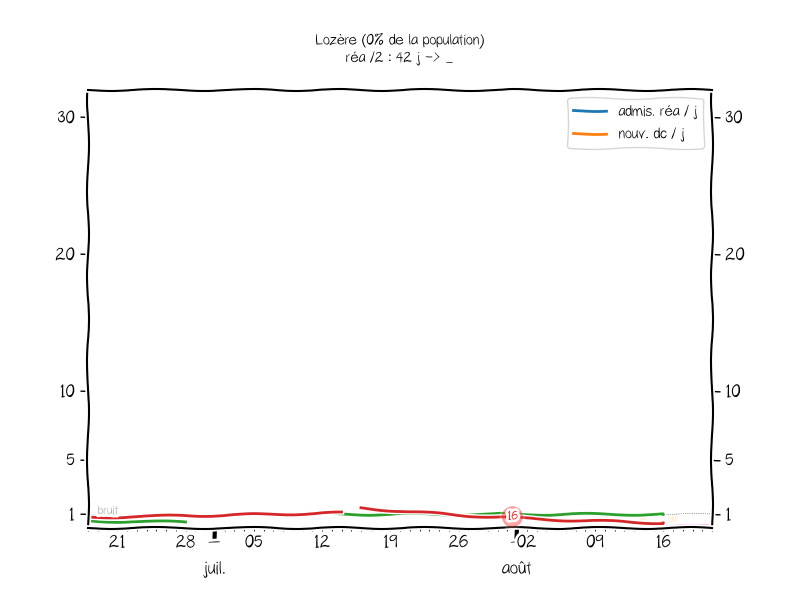 Lozère (0% de la population)
réa /2 : 42 j -> _
admis. réa / j
nouv. dc / j
30
30
20
20
10
10
5
5
bruit
16
1
1
21
28
05
12
19
26
02
09
16
juil.
août